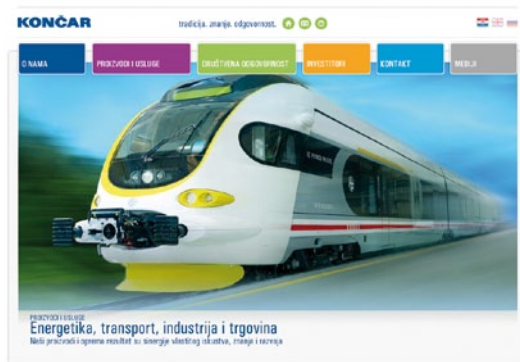 KONČAR
tradicija. znanje. odgovornost.
O NAMA
PROIZVODI I USLUGE
DRUŠTVENA ODGOVORNOST
INVESTITORI
KONTAKT
MEDIJI
PROIZVODI I USLUGE
Energetika, transport, industrija i trgovina
Naši proizvodi i oprema rezultat su sinergije vlastitog iskustva, znanja i razvoja